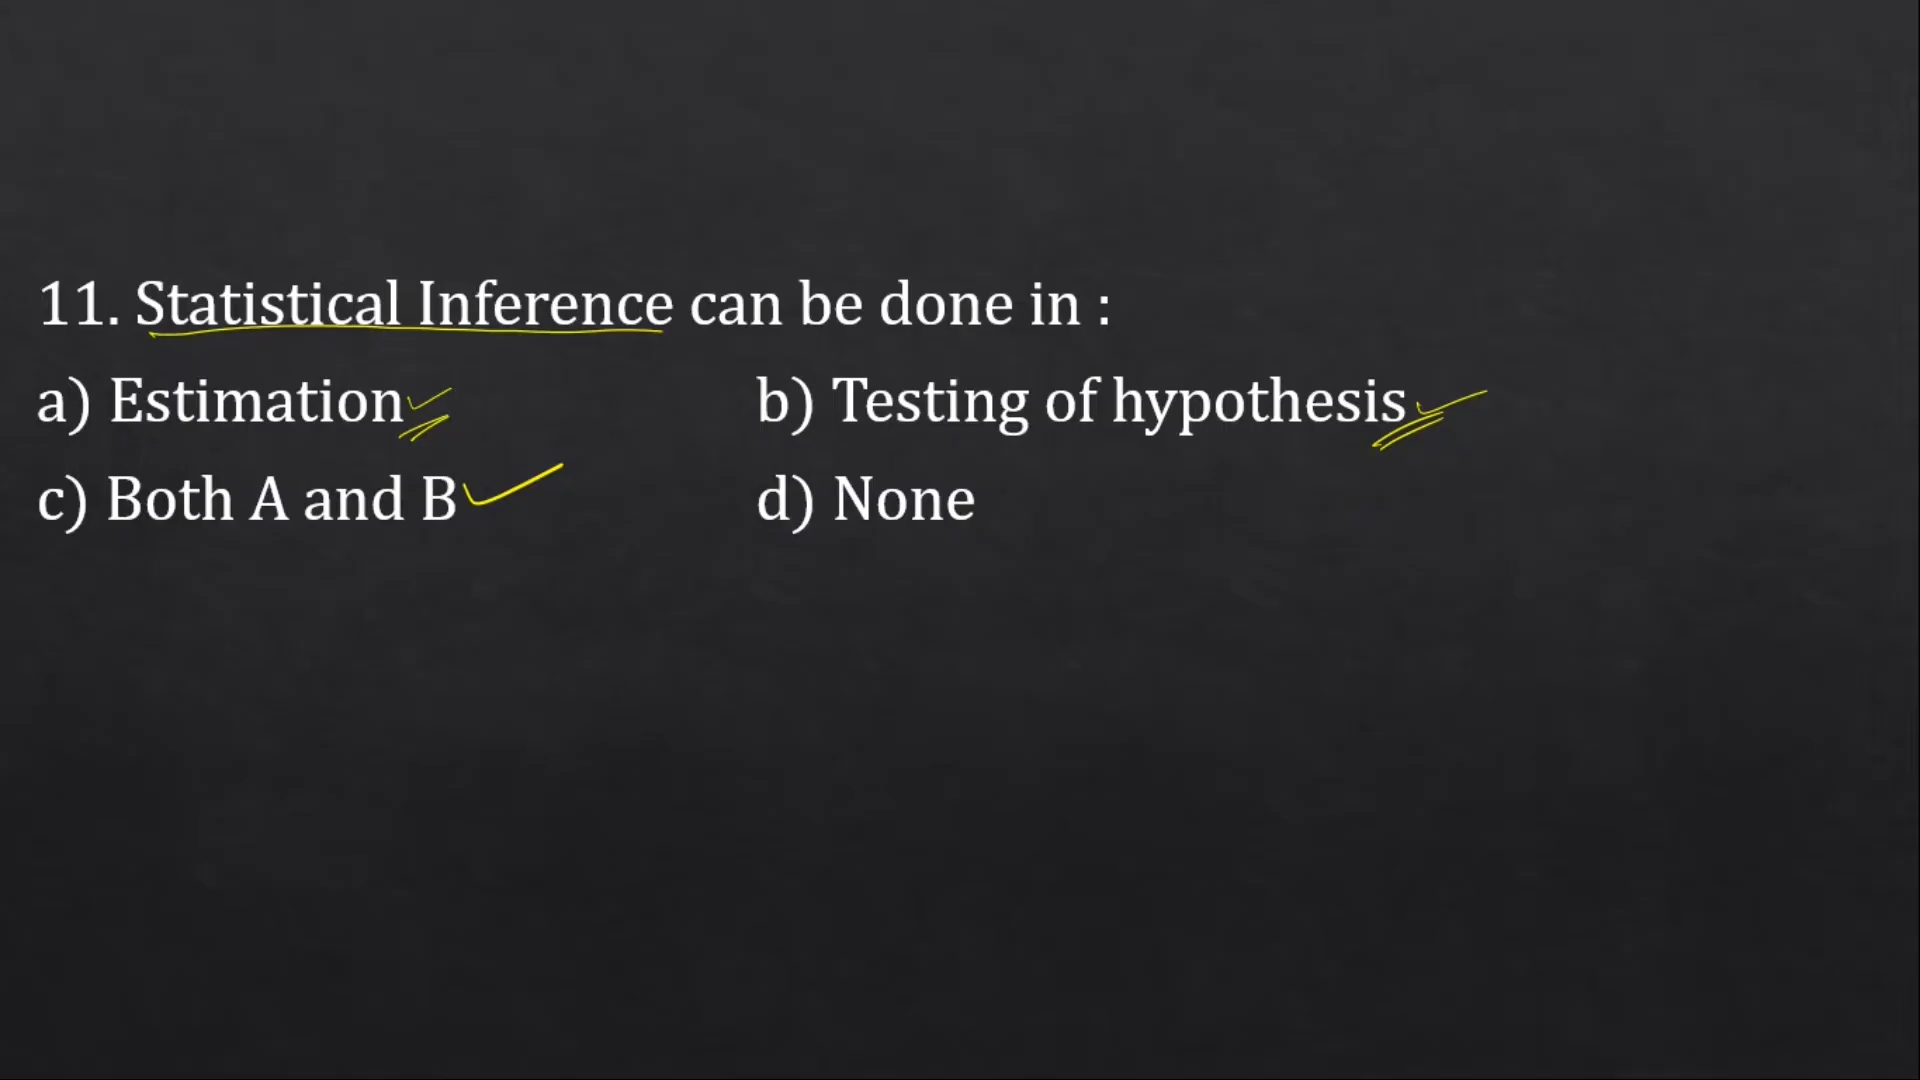 11. Statistical Inference can be done in :
a) Estimation b) Testing of hypothesis
c) Both A and B d) None